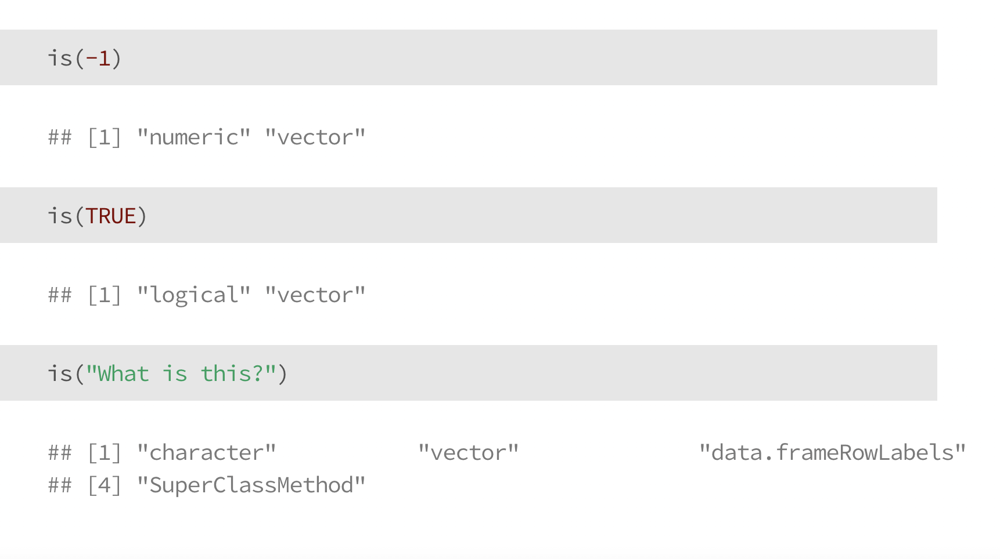 is(-1)
## [1] "numeric" "vector"
is(TRUE)
## [1] "logical" "vector"
is("What is this?")
## [1] "character"           "vector"              "data.frameRowLabels"
## [4] "SuperClassMethod"